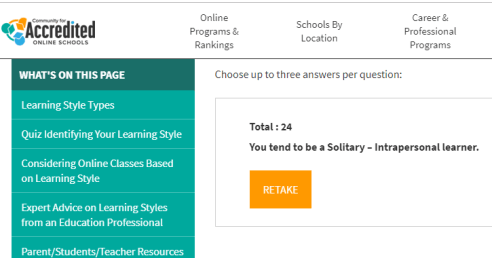 Community for
Accredited
ONLINE SCHOOLS
Online
Programs &
Rankings
Schools By
Location
Career &
Professional
Programs
WHAT'S ON THIS PAGE
Learning Style Types
Quiz Identifying Your Learning Style
Considering Online Classes Based
on Learning Style
Expert Advice on Learning Styles
from an Education Professional
Parent/Students/Teacher Resources
Choose up to three answers per question:
Total : 24
You tend to be a Solitary – Intrapersonal learner.
RETAKE